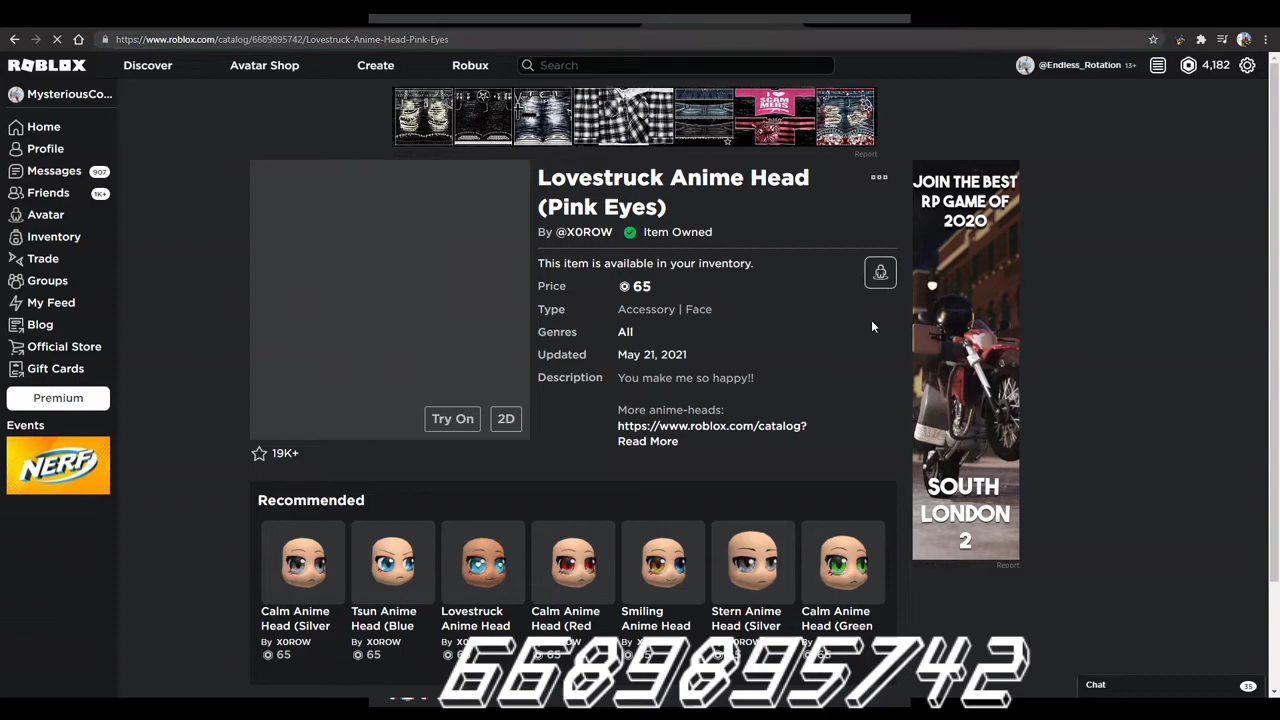 https://www.roblox.com/catalog/6689895742/Lovestruck-Anime-Head-Pink-Eyes
ROBLOX
Discover
Avatar Shop
Create
Robux
Search
@Endless_Rotation 13+
4,182
MysteriousCo...
Home
Profile
Messages 907
Friends 1K+
Avatar
Inventory
Trade
Groups
My Feed
Blog
Official Store
Gift Cards
Premium
Events
NERF
I ♥
SCAM
MERS
Report
Lovestruck Anime Head
(Pink Eyes)
By @X0ROW Item Owned
This item is available in your inventory.
Price 65
Type Accessory | Face
Genres All
Updated May 21, 2021
Description You make me so happy!!
More anime-heads:
https://www.roblox.com/catalog?
Read More
Try On
2D
19K+
JOIN THE BEST
RP GAME OF
2020
SOUTH
LONDON
2
Report
Recommended
Calm Anime
Head (Silver
By X0ROW
65
Tsun Anime
Head (Blue
By X0ROW
65
Lovestruck
Anime Head
By
Calm Anime
Head (Red
Smiling
Anime Head
Stern Anime
Head (Silver
Calm Anime
Head (Green
6689895742
Chat 35